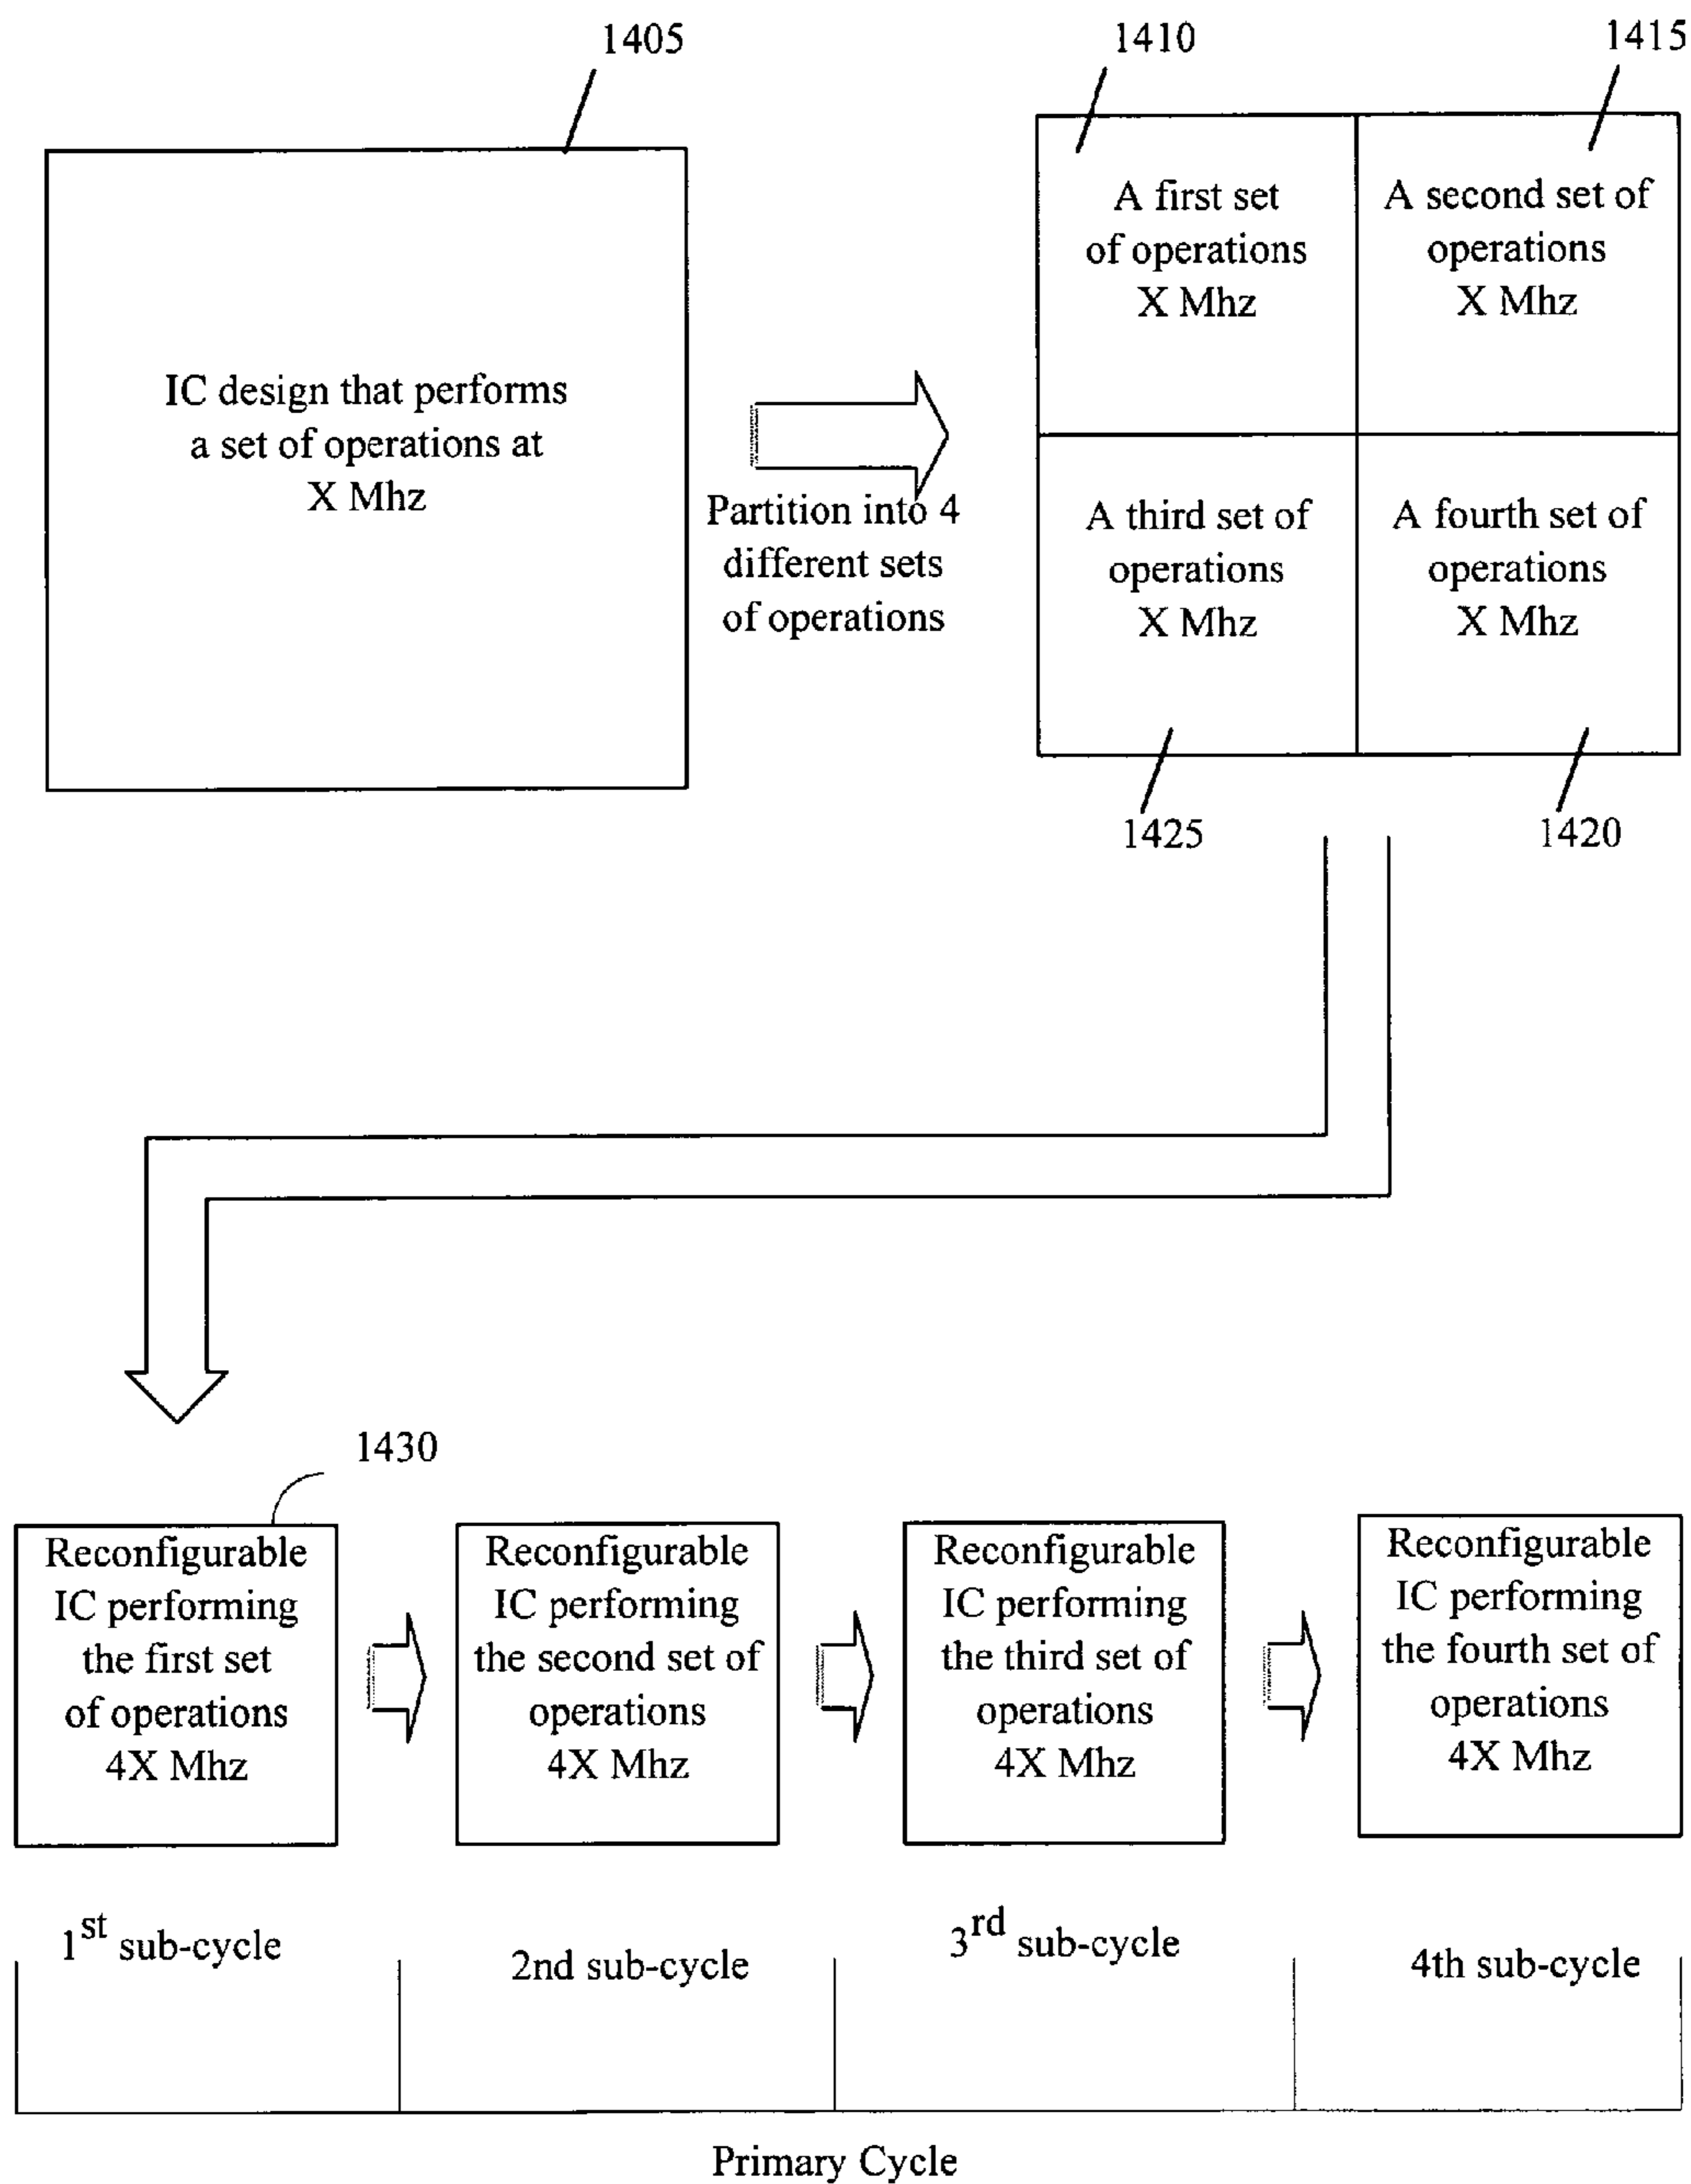 1405
1410
1415
IC design that performs
a set of operations at
X Mhz
Partition into 4
different sets
of operations
A first set
of operations
X Mhz
A second set of
operations
X Mhz
A third set of
operations
X Mhz
A fourth set of
operations
X Mhz
1425
1420
1430
Reconfigurable
IC performing
the first set
of operations
4X Mhz
Reconfigurable
IC performing
the second set of
operations
4X Mhz
Reconfigurable
IC performing
the third set of
operations
4X Mhz
Reconfigurable
IC performing
the fourth set of
operations
4X Mhz
1st sub-cycle
2nd sub-cycle
3rd sub-cycle
4th sub-cycle
Primary Cycle